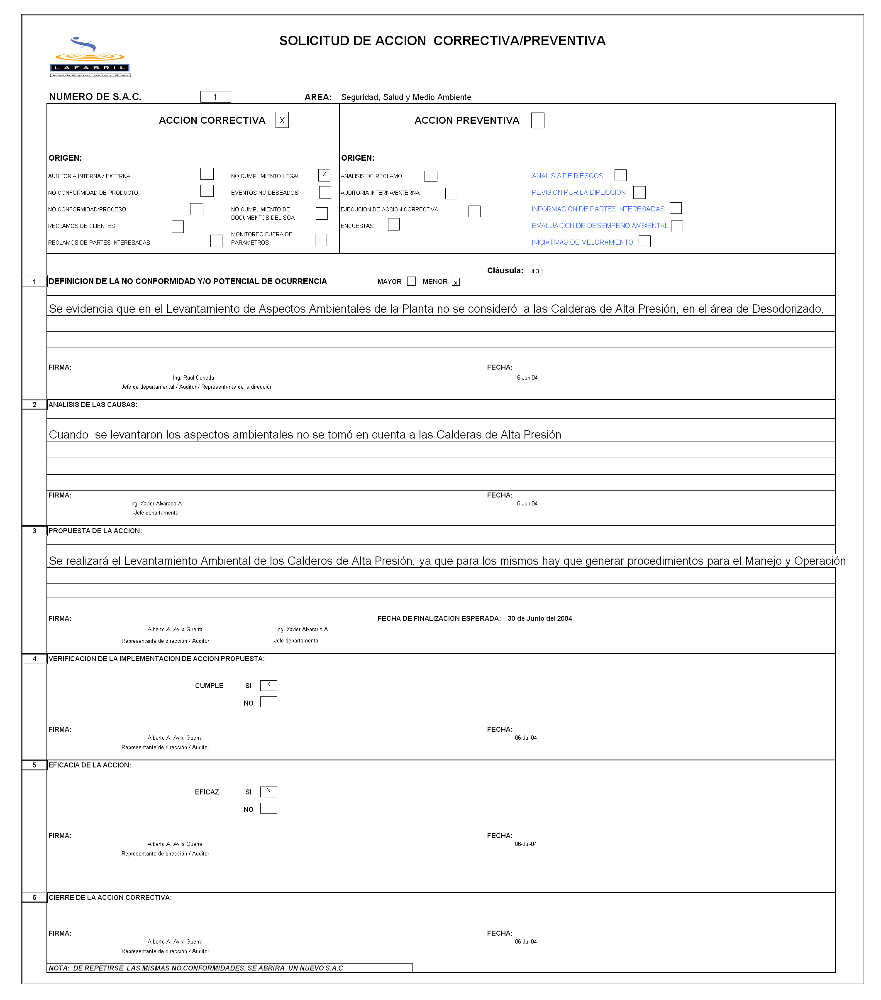 SOLICITUD DE ACCION CORRECTIVA/PREVENTIVA
LAFABRIL
industria de grasas, aceites y jabones
NUMERO DE S.A.C. 1 AREA: Seguridad, Salud y Medio Ambiente
ACCION CORRECTIVA X ACCION PREVENTIVA
ORIGEN: ORIGEN:
AUDITORIA INTERNA / EXTERNA NO CUMPLIMIENTO LEGAL X ANALISIS DE RECLAMO ANALISIS DE RIESGOS
NO CONFORMIDAD DE PRODUCTO EVENTOS NO DESEADOS AUDITORIA INTERNA/EXTERNA REVISION POR LA DIRECCION
NO CONFORMIDAD/PROCESO NO CUMPLIMIENTO DE EJECUCION DE ACCION CORRECTIVA INFORMACION DE PARTES INTERESADAS
DOCUMENTOS DEL SGA
RECLAMOS DE CLIENTES ENCUESTAS EVALUACION DE DESEMPEÑO AMBIENTAL
MONITOREO FUERA DE
RECLAMOS DE PARTES INTERESADAS PARAMETROS INICIATIVAS DE MEJORAMIENTO
Cláusula: 4.3.1
1 DEFINICION DE LA NO CONFORMIDAD Y/O POTENCIAL DE OCURRENCIA MAYOR MENOR x
Se evidencia que en el Levantamiento de Aspectos Ambientales de la Planta no se consideró a las Calderas de Alta Presión, en el área de Desodorizado.
FIRMA: FECHA:
Ing. Raúl Cepeda 16-Jun-04
Jefe de departamental / Auditor / Representante de la dirección
2 ANALISIS DE LAS CAUSAS:
Cuando se levantaron los aspectos ambientales no se tomó en cuenta a las Calderas de Alta Presión
FIRMA: FECHA:
Ing. Xavier Alvarado A. 16-Jun-04
Jefe departamental
3 PROPUESTA DE LA ACCION:
Se realizará el Levantamiento Ambiental de los Calderos de Alta Presión, ya que para los mismos hay que generar procedimientos para el Manejo y Operación
FIRMA: FECHA DE FINALIZACION ESPERADA: 30 de Junio del 2004
Alberto A. Avila Guerra Ing. Xavier Alvarado A.
Representante de dirección / Auditor Jefe departamental
4 VERIFICACION DE LA IMPLEMENTACION DE ACCION PROPUESTA:
CUMPLE SI X
NO
FIRMA: FECHA:
Alberto A. Avila Guerra 06-Jul-04
Representante de dirección / Auditor
5 EFICACIA DE LA ACCION:
EFICAZ SI X
NO
FIRMA: FECHA:
Alberto A. Avila Guerra 06-Jul-04
Representante de dirección / Auditor
6 CIERRE DE LA ACCION CORRECTIVA:
FIRMA: FECHA:
Alberto A. Avila Guerra 06-Jul-04
Representante de dirección / Auditor
NOTA: DE REPETIRSE LAS MISMAS NO CONFORMIDADES, SE ABRIRA UN NUEVO S.A.C